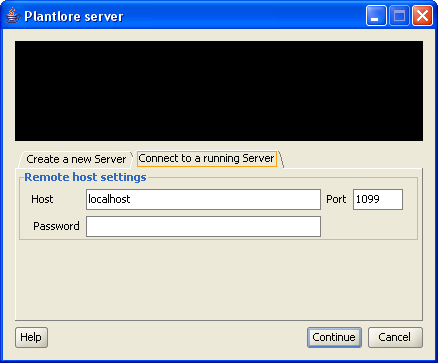 Plantlore server
Create a new Server Connect to a running Server
Remote host settings
Host localhost Port 1099
Password
Help Continue Cancel